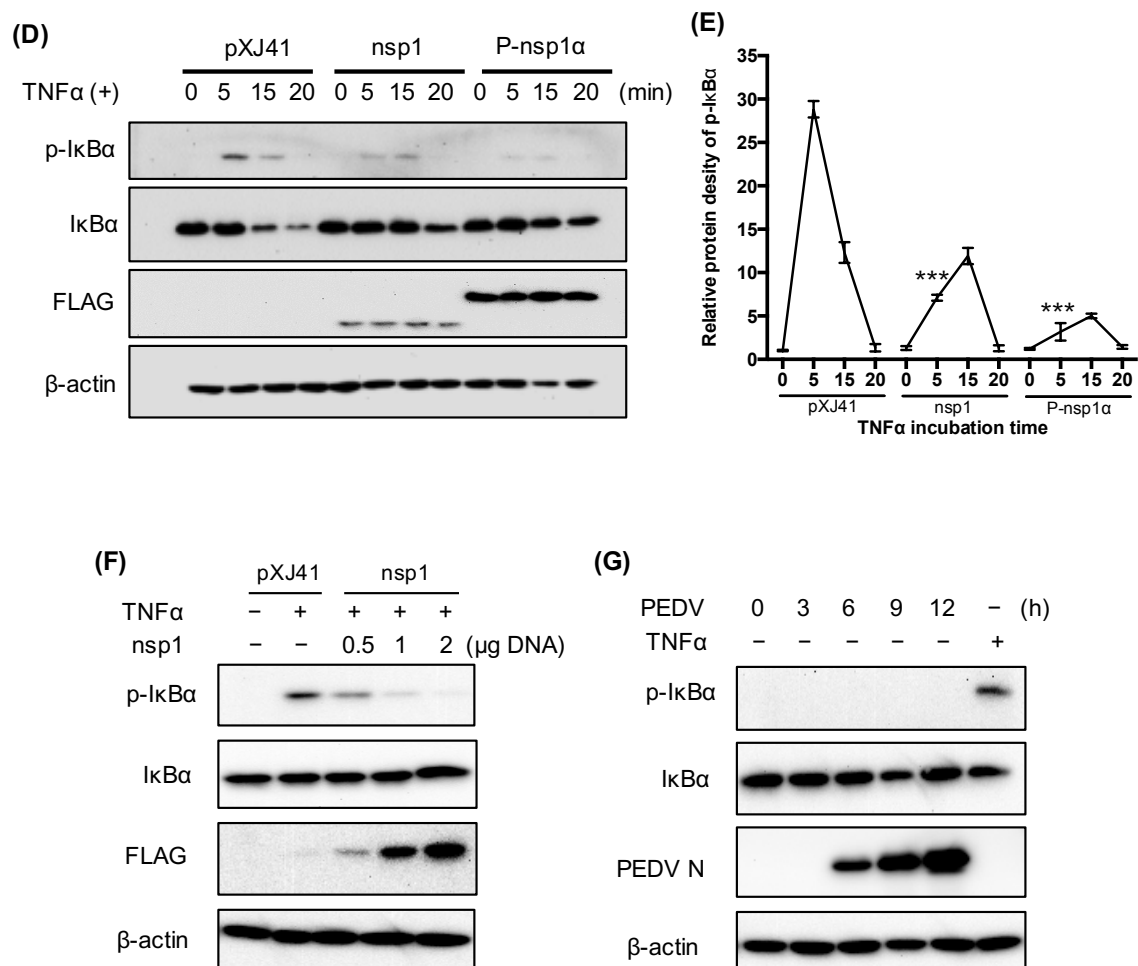 (D)
pXJ41 nsp1 P-nsp1α
TNFα (+) 0 5 15 20 0 5 15 20 0 5 15 20 (min)
p-IκBα
IκBα
FLAG
β-actin
(E)
Relative protein desity of p-IκBα
35
30
25
20
15
10
5
0
***
***
0 5 15 20 0 5 15 20 0 5 15 20
pXJ41 nsp1 P-nsp1α
TNFα incubation time
(F)
pXJ41 nsp1
TNFα – + + + +
nsp1 – – 0.5 1 2 (μg DNA)
p-IκBα
IκBα
FLAG
β-actin
(G)
PEDV 0 3 6 9 12 – (h)
TNFα – – – – – +
p-IκBα
IκBα
PEDV N
β-actin